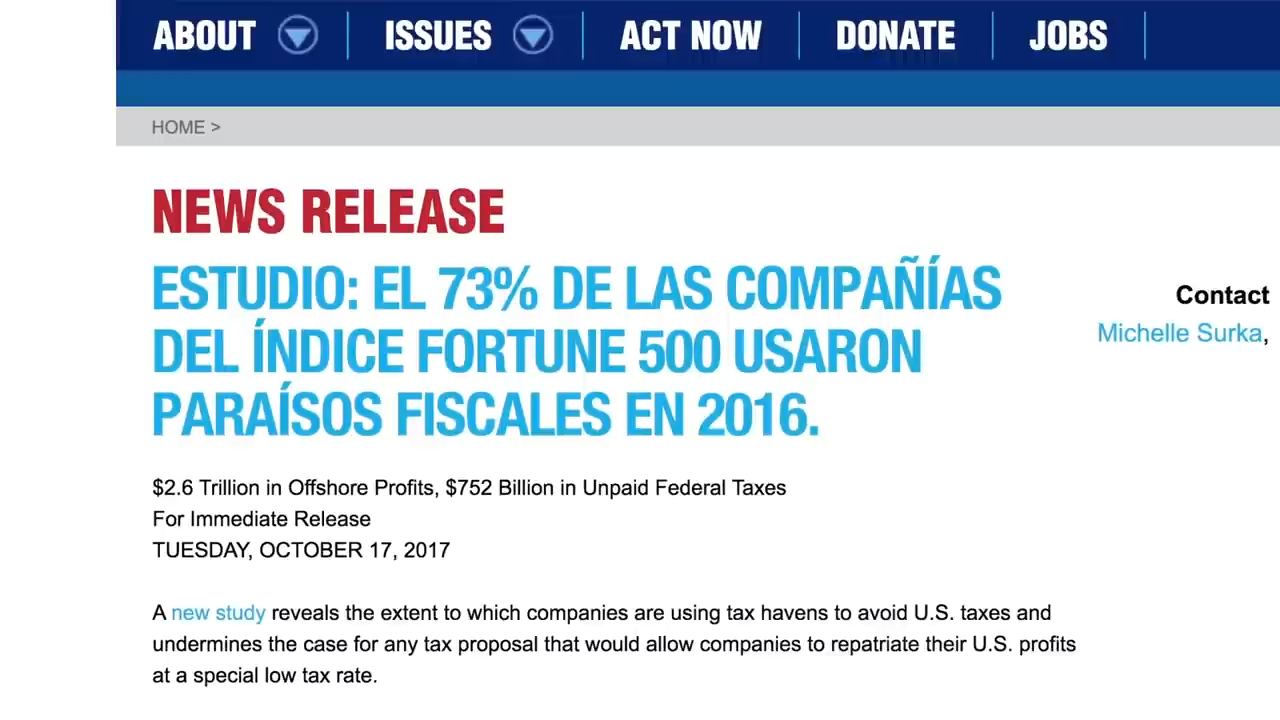 ABOUT ISSUES ACT NOW DONATE JOBS
HOME >
NEWS RELEASE
ESTUDIO: EL 73% DE LAS COMPAÑÍAS
DEL ÍNDICE FORTUNE 500 USARON
PARAÍSOS FISCALES EN 2016.
Contact
Michelle Surka,
$2.6 Trillion in Offshore Profits, $752 Billion in Unpaid Federal Taxes
For Immediate Release
TUESDAY, OCTOBER 17, 2017
A new study reveals the extent to which companies are using tax havens to avoid U.S. taxes and
undermines the case for any tax proposal that would allow companies to repatriate their U.S. profits
at a special low tax rate.